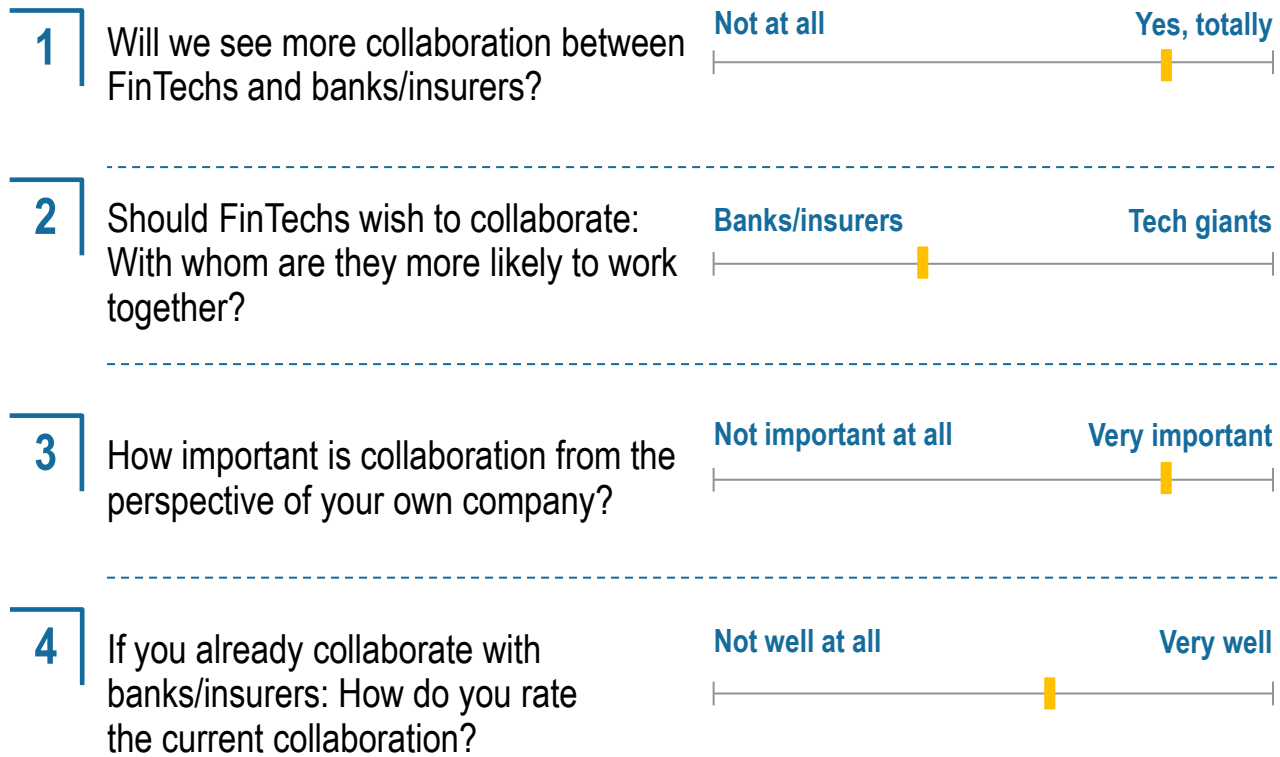 1
Will we see more collaboration between
FinTechs and banks/insurers?
Not at all
Yes, totally
2
Should FinTechs wish to collaborate:
With whom are they more likely to work
together?
Banks/insurers
Tech giants
3
How important is collaboration from the
perspective of your own company?
Not important at all
Very important
4
If you already collaborate with
banks/insurers: How do you rate
the current collaboration?
Not well at all
Very well